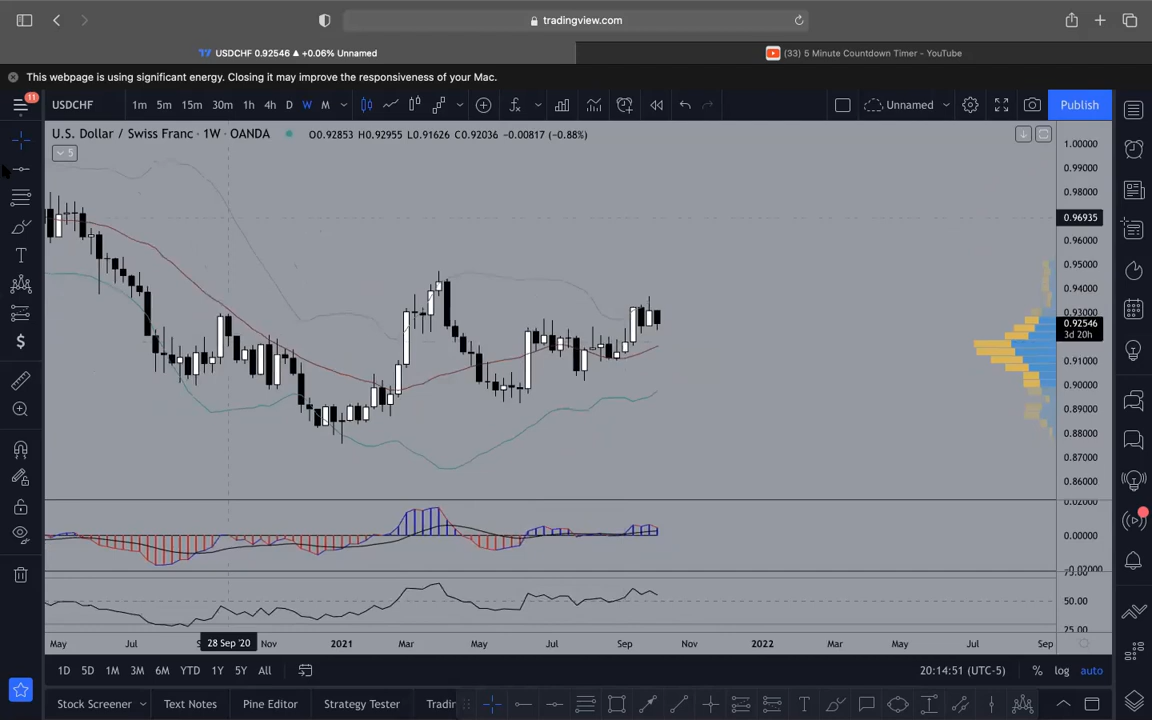 tradingview.com
USDCHF 0.92546 ▲ +0.06% Unnamed
(33) 5 Minute Countdown Timer - YouTube
This webpage is using significant energy. Closing it may improve the responsiveness of your Mac.
11
USDCHF 1m 5m 15m 30m 1h 4h D W M Unnamed Publish
U.S. Dollar / Swiss Franc · 1W · OANDA O0.92853 H0.92955 L0.91626 C0.92036 -0.00817 (-0.88%)
5
1.00000
0.99000
0.98000
0.96935
0.96000
0.95000
0.94000
0.93000
0.92546
3d 20h
0.91000
0.90000
0.89000
0.88000
0.87000
0.86000
0.02000
0.00000
-0.02000
75.00
50.00
25.00
May Jul 28 Sep '20 Nov 2021 Mar May Jul Sep Nov 2022 Mar May Jul Sep
1D 5D 1M 3M 6M YTD 1Y 5Y All 20:14:51 (UTC-5) % log auto
Stock Screener Text Notes Pine Editor Strategy Tester Tradin